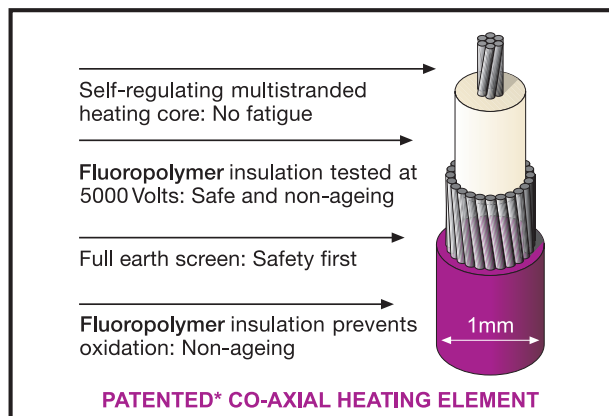 Self-regulating multistranded
heating core: No fatigue
Fluoropolymer insulation tested at
5000 Volts: Safe and non-ageing
Full earth screen: Safety first
Fluoropolymer insulation prevents
oxidation: Non-ageing
1mm
PATENTED* CO-AXIAL HEATING ELEMENT